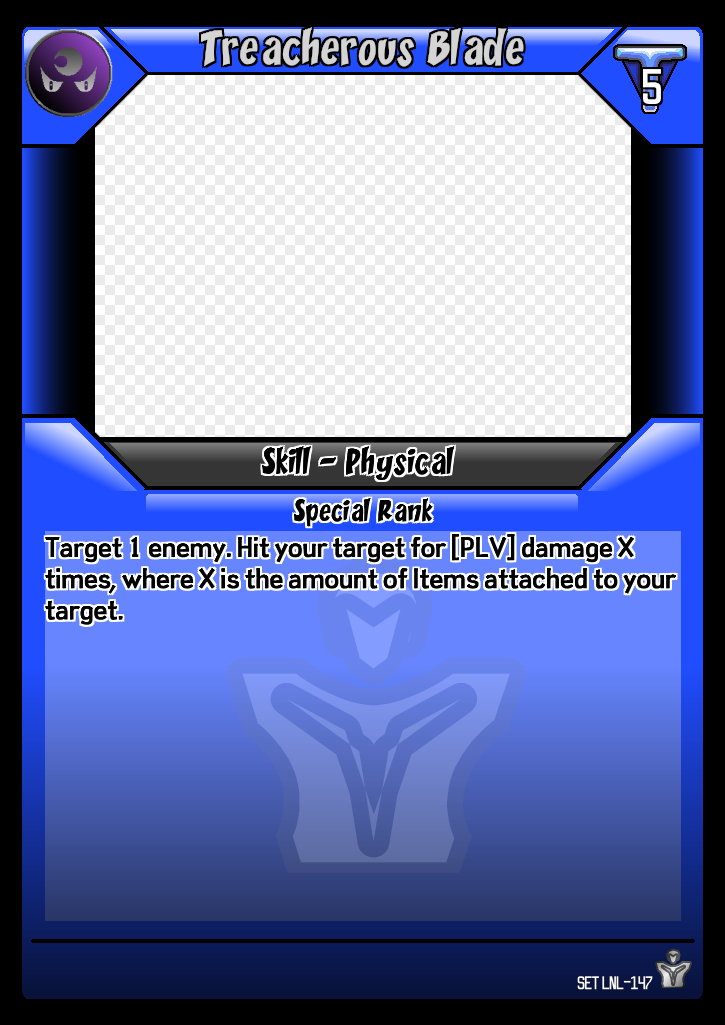 Treacherous Blade
5
Skill - Physical
Special Rank
Target 1 enemy. Hit your target for [PLV] damage X
times, where X is the amount of Items attached to your
target.
SET LNL-147